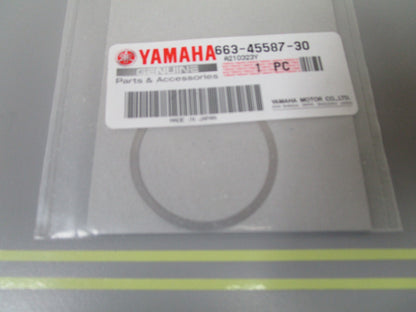 YAMAHA 663-45587-30
GENUINE A210323Y
Parts & Accessories 1 PC
YAMAHA MOTOR CO.,LTD.
MADE IN JAPAN